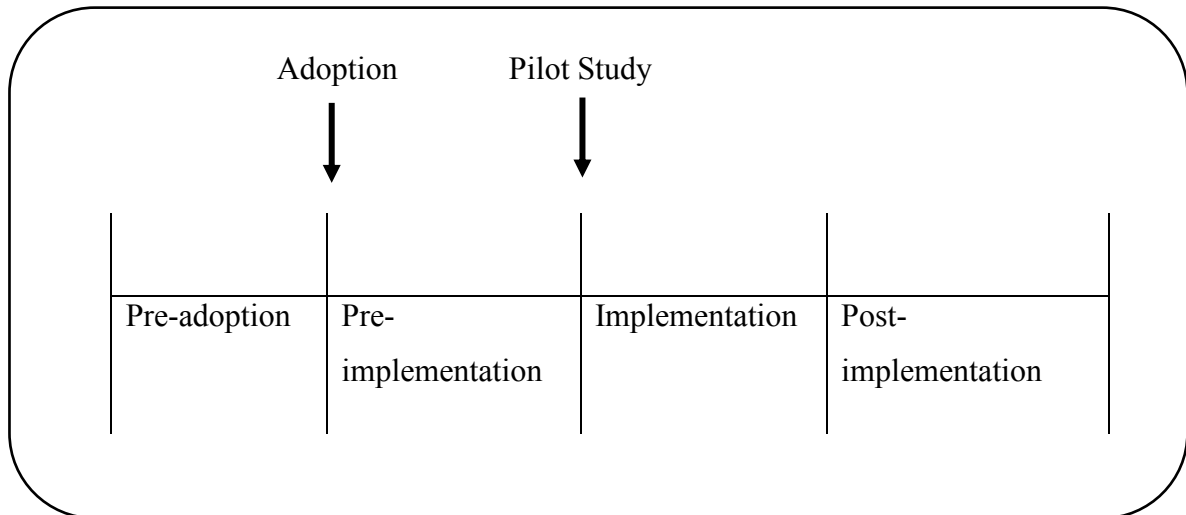 Adoption
Pilot Study
Pre-adoption
Pre-
implementation
Implementation
Post-
implementation